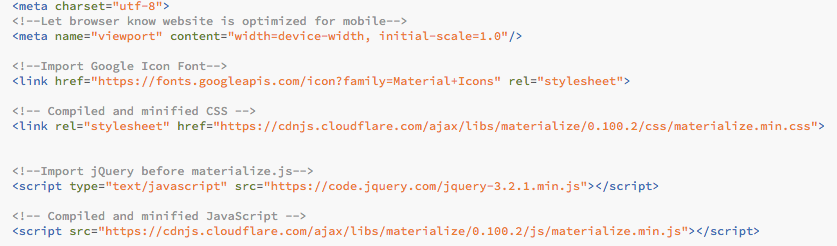 <meta charset="utf-8">
<!--Let browser know website is optimized for mobile-->
<meta name="viewport" content="width=device-width, initial-scale=1.0"/>
<!--Import Google Icon Font-->
<link href="https://fonts.googleapis.com/icon?family=Material+Icons" rel="stylesheet">
<!-- Compiled and minified CSS -->
<link rel="stylesheet" href="https://cdnjs.cloudflare.com/ajax/libs/materialize/0.100.2/css/materialize.min.css">
<!--Import jQuery before materialize.js-->
<script type="text/javascript" src="https://code.jquery.com/jquery-3.2.1.min.js"></script>
<!-- Compiled and minified JavaScript -->
<script src="https://cdnjs.cloudflare.com/ajax/libs/materialize/0.100.2/js/materialize.min.js"></script>